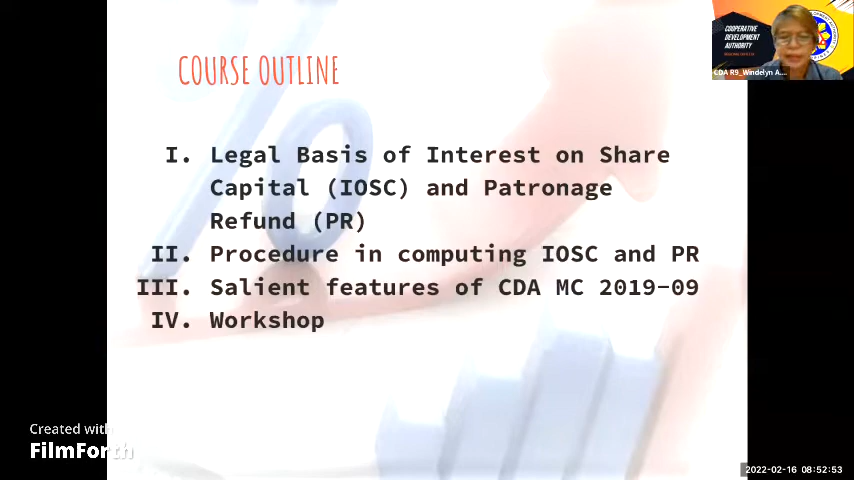 COURSE OUTLINE
I. Legal Basis of Interest on Share
Capital (IOSC) and Patronage
Refund (PR)
II. Procedure in computing IOSC and PR
III. Salient features of CDA MC 2019-09
IV. Workshop
COOPERATIVE
DEVELOPMENT
AUTHORITY
CDA R9_Windelyn A....
Created with
FilmForth
2022-02-16 08:52:53